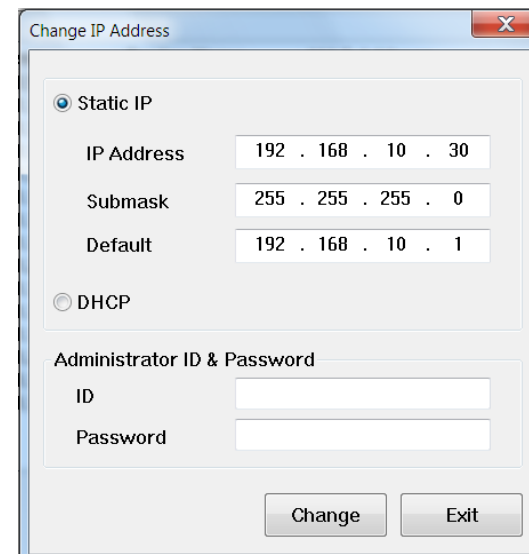 Change IP Address
X
Static IP
IP Address 192 . 168 . 10 . 30
Submask 255 . 255 . 255 . 0
Default 192 . 168 . 10 . 1
DHCP
Administrator ID & Password
ID
Password
Change Exit